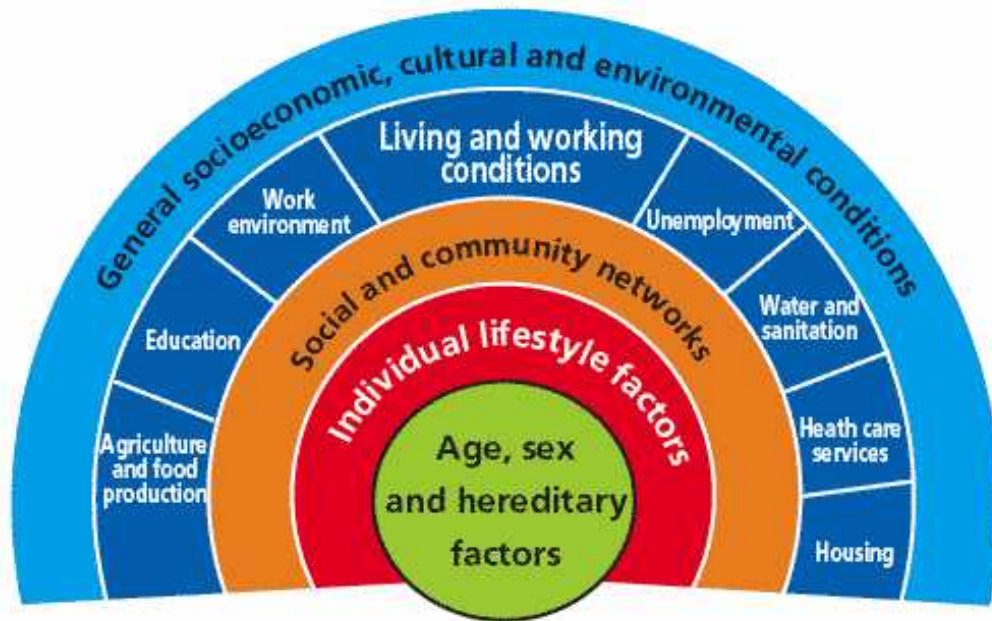 General socioeconomic, cultural and environmental conditions
Living and working
conditions
Work
environment
Unemployment
Education
Water and
sanitation
Agriculture
and food
production
Heath care
services
Housing
Social and community networks
Individual lifestyle factors
Age, sex
and hereditary
factors